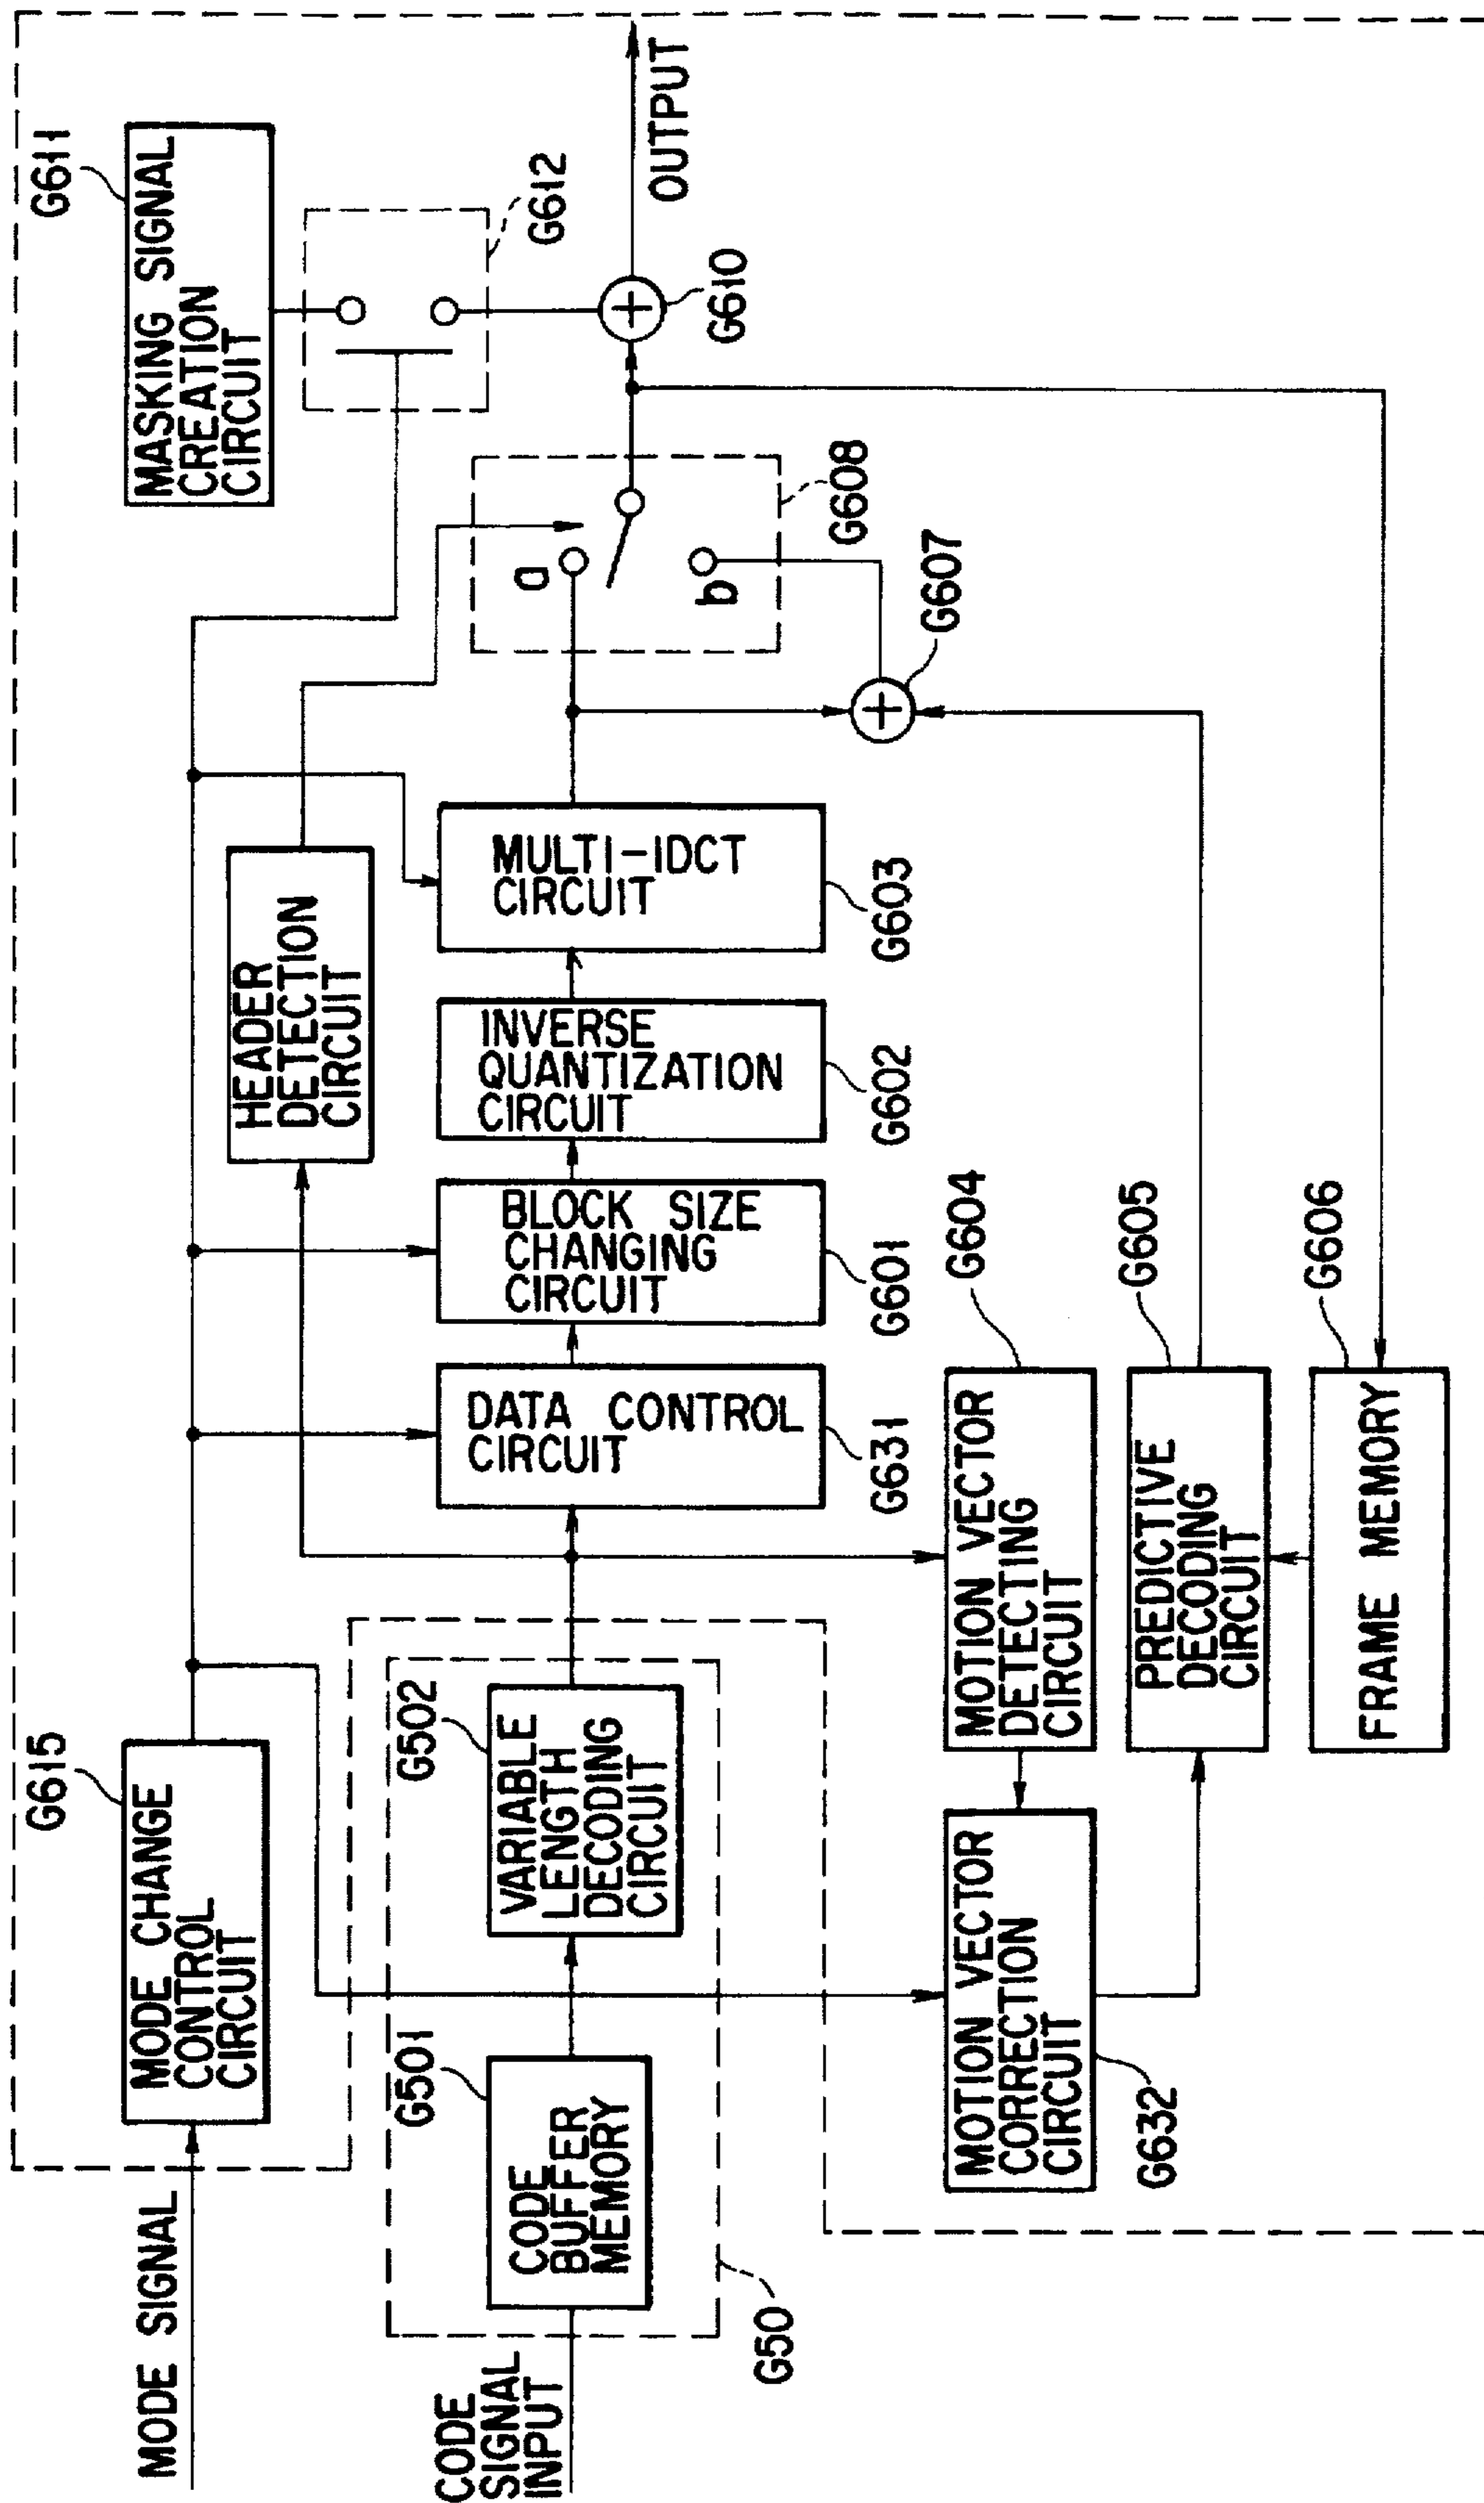 MODE SIGNAL
G615
MODE CHANGE
CONTROL
CIRCUIT
G611
MASKING SIGNAL
CREATION
CIRCUIT
G612
HEADER
DETECTION
CIRCUIT
CODE
SIGNAL
INPUT
G50
G501
CODE
BUFFER
MEMORY
G502
VARIABLE
LENGTH
DECODING
CIRCUIT
DATA CONTROL
CIRCUIT
G631
BLOCK SIZE
CHANGING
CIRCUIT
G601
INVERSE
QUANTIZATION
CIRCUIT
G602
MULTI-IDCT
CIRCUIT
G603
a
b
G608
G610
OUTPUT
G607
MOTION VECTOR
CORRECTION
CIRCUIT
G632
MOTION VECTOR
DETECTING
CIRCUIT
G604
PREDICTIVE
DECODING
CIRCUIT
G605
FRAME MEMORY
G606